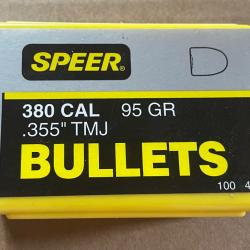 SPEER®
380 CAL 95 GR
.355" TMJ
BULLETS
100